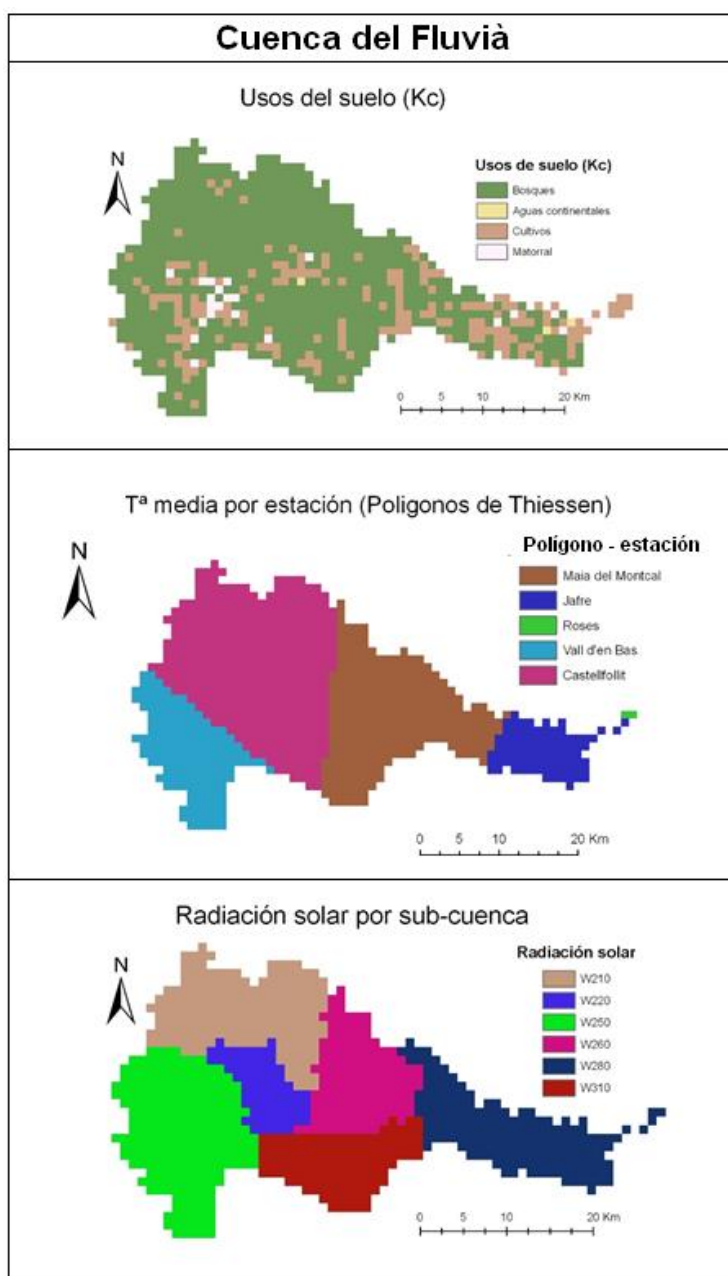 Cuenca del Fluvià
Usos del suelo (Kc)
N
Usos de suelo (Kc)
Bosques
Aguas continentales
Cultivos
Matorral
0 5 10 20 Km
Tª media por estación (Poligonos de Thiessen)
N
Polígono - estación
Maia del Montcal
Jafre
Roses
Vall d'en Bas
Castellfollit
0 5 10 20 Km
Radiación solar por sub-cuenca
N
Radiación solar
W210
W220
W250
W260
W280
W310
0 5 10 20 Km